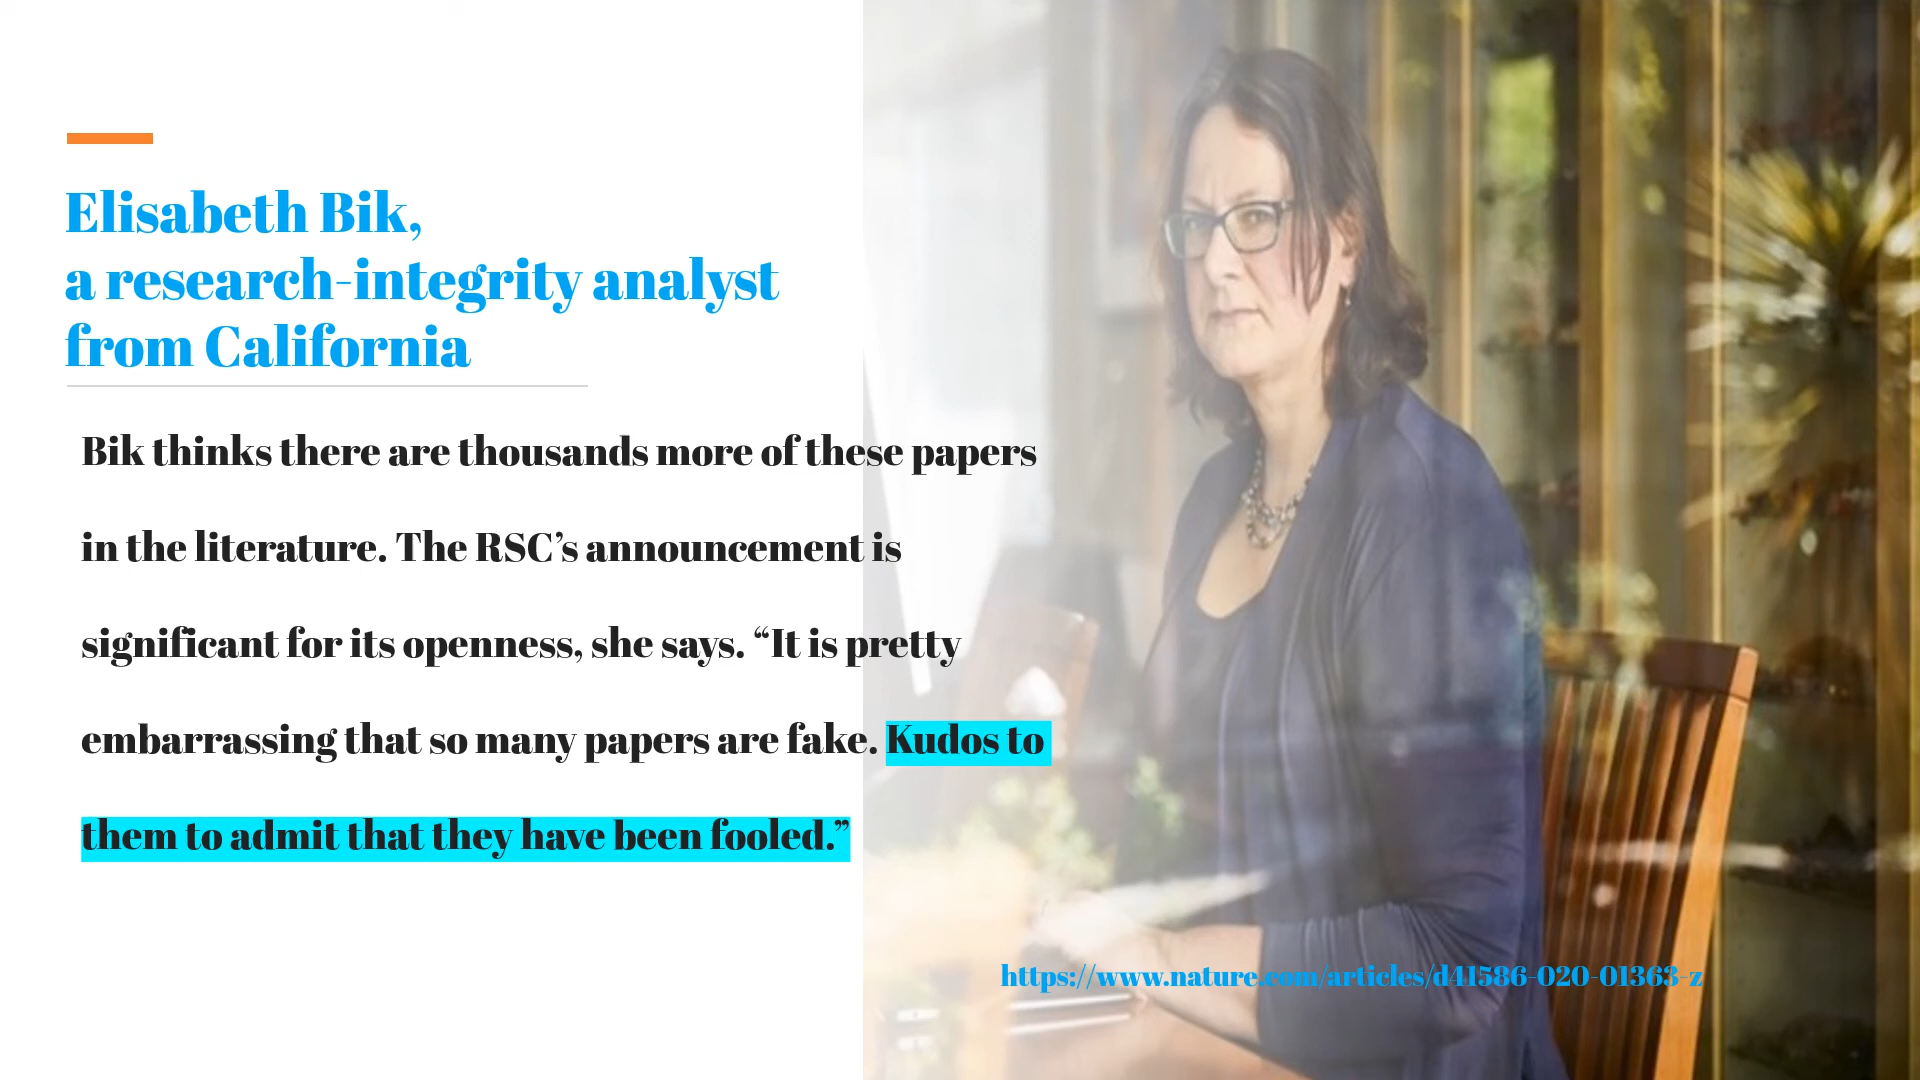 Elisabeth Bik,
a research-integrity analyst
from California
Bik thinks there are thousands more of these papers
in the literature. The RSC’s announcement is
significant for its openness, she says. “It is pretty
embarrassing that so many papers are fake. Kudos to
them to admit that they have been fooled.”
https://www.nature.com/articles/d41586-020-01363-z